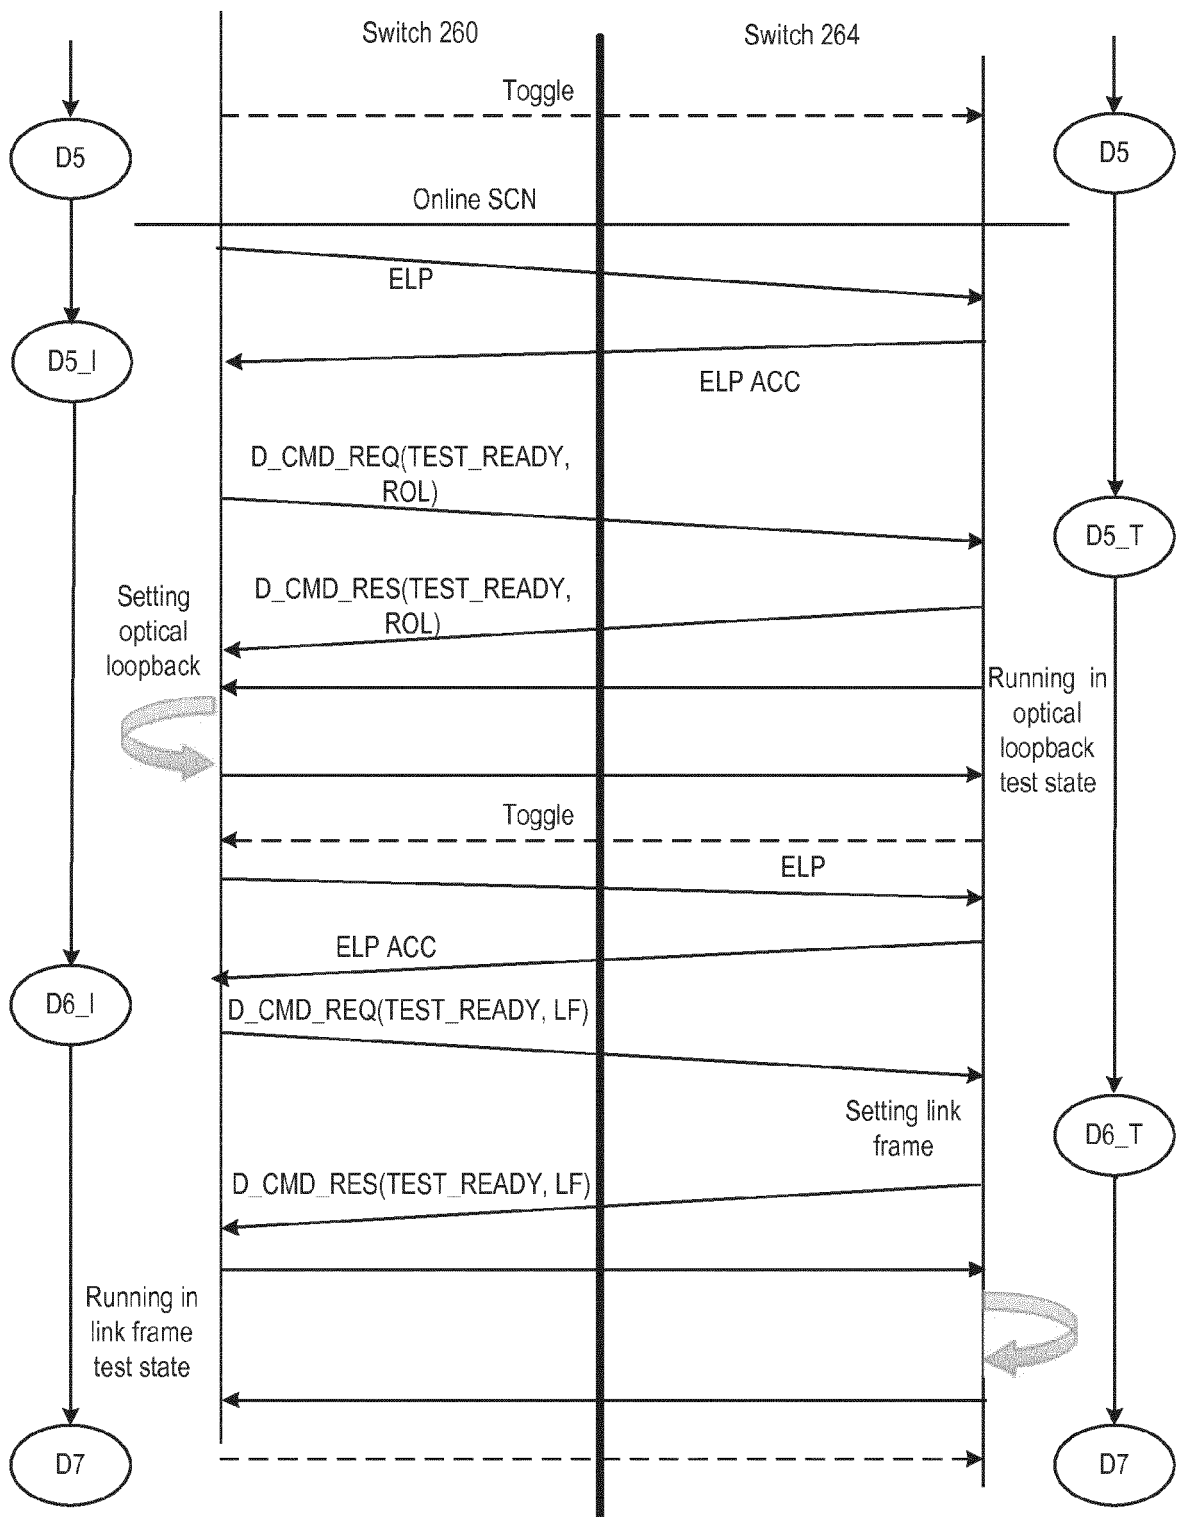 Switch 260
Switch 264
Toggle
D5
D5
Online SCN
ELP
D5_I
ELP ACC
D_CMD_REQ(TEST_READY,
ROL)
D5_T
D_CMD_RES(TEST_READY,
ROL)
Setting
optical
loopback
Running in
optical
loopback
test state
Toggle
ELP
ELP ACC
D6_I
D_CMD_REQ(TEST_READY, LF)
Setting link
frame
D6_T
D_CMD_RES(TEST_READY, LF)
Running in
link frame
test state
D7
D7